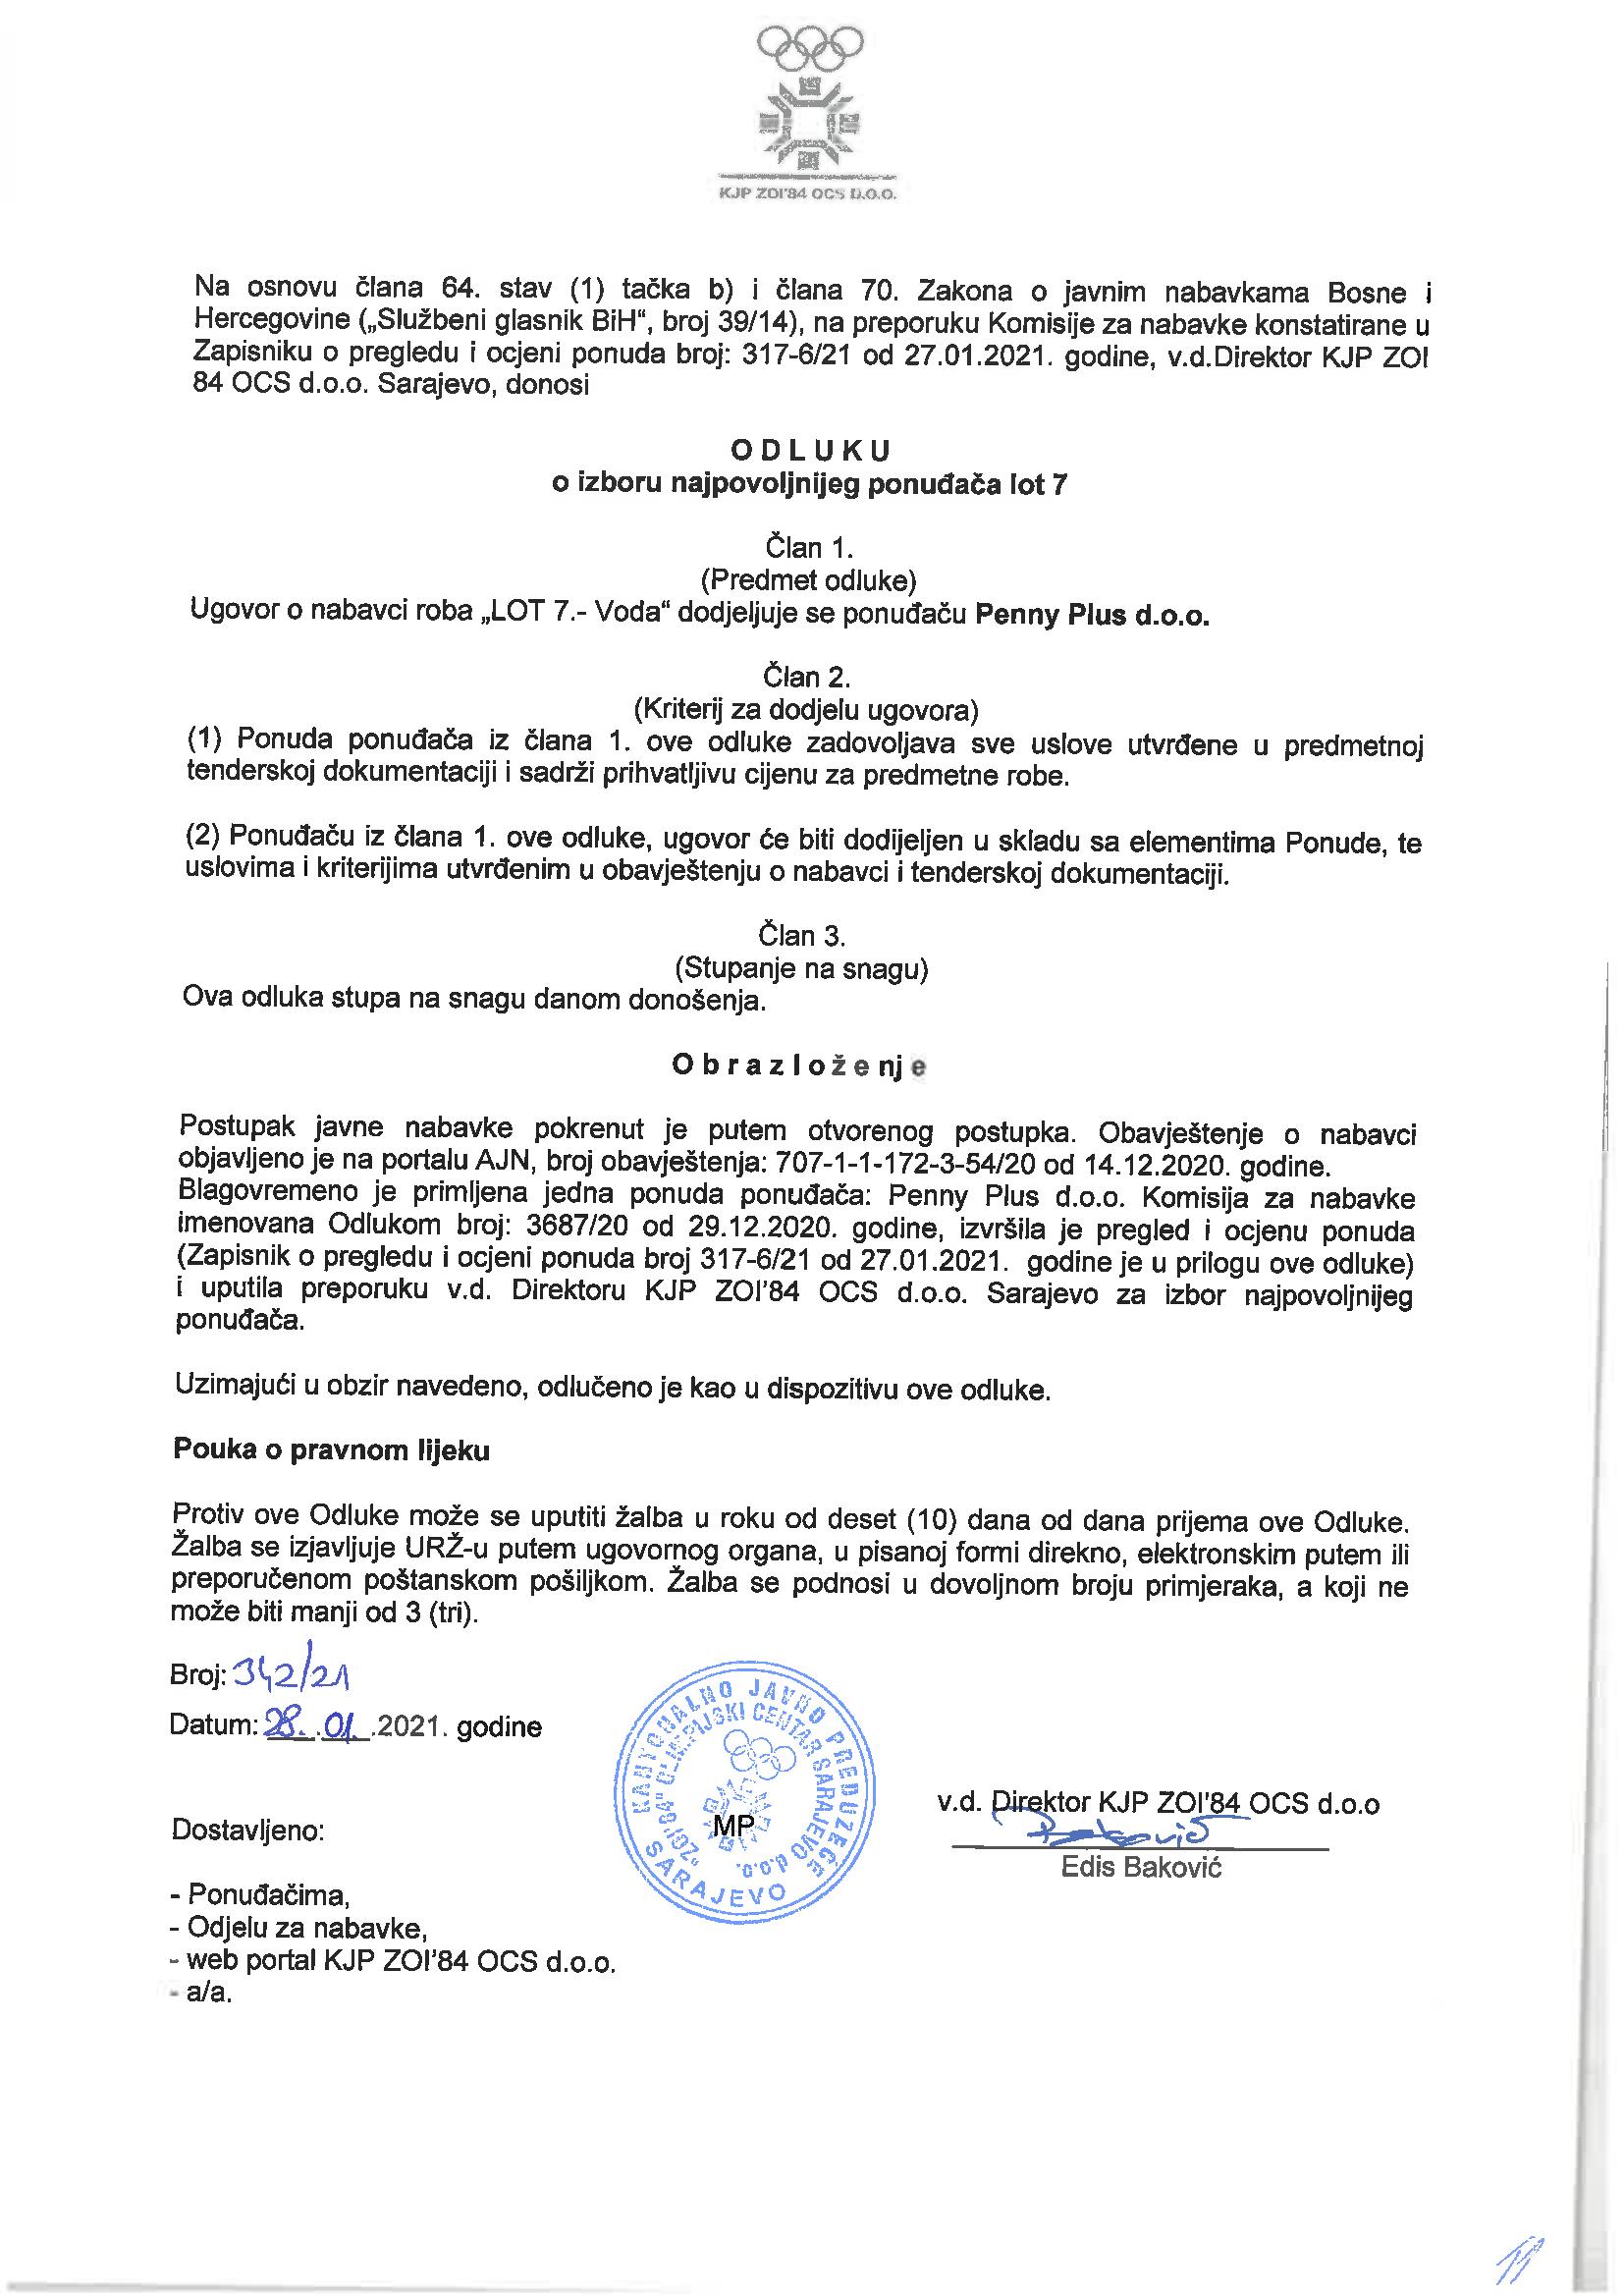 KJP ZOI'84 OCS D.O.O.
Na osnovu člana 64. stav (1) tačka b) i člana 70. Zakona o javnim nabavkama Bosne i
Hercegovine („Službeni glasnik BiH“, broj 39/14), na preporuku Komisije za nabavke konstatirane u
Zapisniku o pregledu i ocjeni ponuda broj: 317-6/21 od 27.01.2021. godine, v.d.Direktor KJP ZOI
84 OCS d.o.o. Sarajevo, donosi
O D L U K U
o izboru najpovoljnijeg ponuđača lot 7
Član 1.
(Predmet odluke)
Ugovor o nabavci roba „LOT 7.- Voda“ dodjeljuje se ponuđaču Penny Plus d.o.o.
Član 2.
(Kriterij za dodjelu ugovora)
(1) Ponuda ponuđača iz člana 1. ove odluke zadovoljava sve uslove utvrđene u predmetnoj
tenderskoj dokumentaciji i sadrži prihvatljivu cijenu za predmetne robe.
(2) Ponuđaču iz člana 1. ove odluke, ugovor će biti dodijeljen u skladu sa elementima Ponude, te
uslovima i kriterijima utvrđenim u obavještenju o nabavci i tenderskoj dokumentaciji.
Član 3.
(Stupanje na snagu)
Ova odluka stupa na snagu danom donošenja.
O b r a z l o ž e nj e
Postupak javne nabavke pokrenut je putem otvorenog postupka. Obavještenje o nabavci
objavljeno je na portalu AJN, broj obavještenja: 707-1-1-172-3-54/20 od 14.12.2020. godine.
Blagovremeno je primljena jedna ponuda ponuđača: Penny Plus d.o.o. Komisija za nabavke
imenovana Odlukom broj: 3687/20 od 29.12.2020. godine, izvršila je pregled i ocjenu ponuda
(Zapisnik o pregledu i ocjeni ponuda broj 317-6/21 od 27.01.2021. godine je u prilogu ove odluke)
i uputila preporuku v.d. Direktoru KJP ZOI’84 OCS d.o.o. Sarajevo za izbor najpovoljnijeg
ponuđača.
Uzimajući u obzir navedeno, odlučeno je kao u dispozitivu ove odluke.
Pouka o pravnom lijeku
Protiv ove Odluke može se uputiti žalba u roku od deset (10) dana od dana prijema ove Odluke.
Žalba se izjavljuje URŽ-u putem ugovornog organa, u pisanoj formi direkno, elektronskim putem ili
preporučenom poštanskom pošiljkom. Žalba se podnosi u dovoljnom broju primjeraka, a koji ne
može biti manji od 3 (tri).
Broj: 342/21
Datum: 28. .01. .2021. godine
KANTONALNO JAVNO PREDUZEĆE
"ZOI'84" OLIMPIJSKI CENTAR SARAJEVO d.o.o.
SARAJEVO
MP
v.d. Direktor KJP ZOI'84 OCS d.o.o
Baković
Edis Baković
Dostavljeno:
- Ponuđačima,
- Odjelu za nabavke,
- web portal KJP ZOI’84 OCS d.o.o.
- a/a.